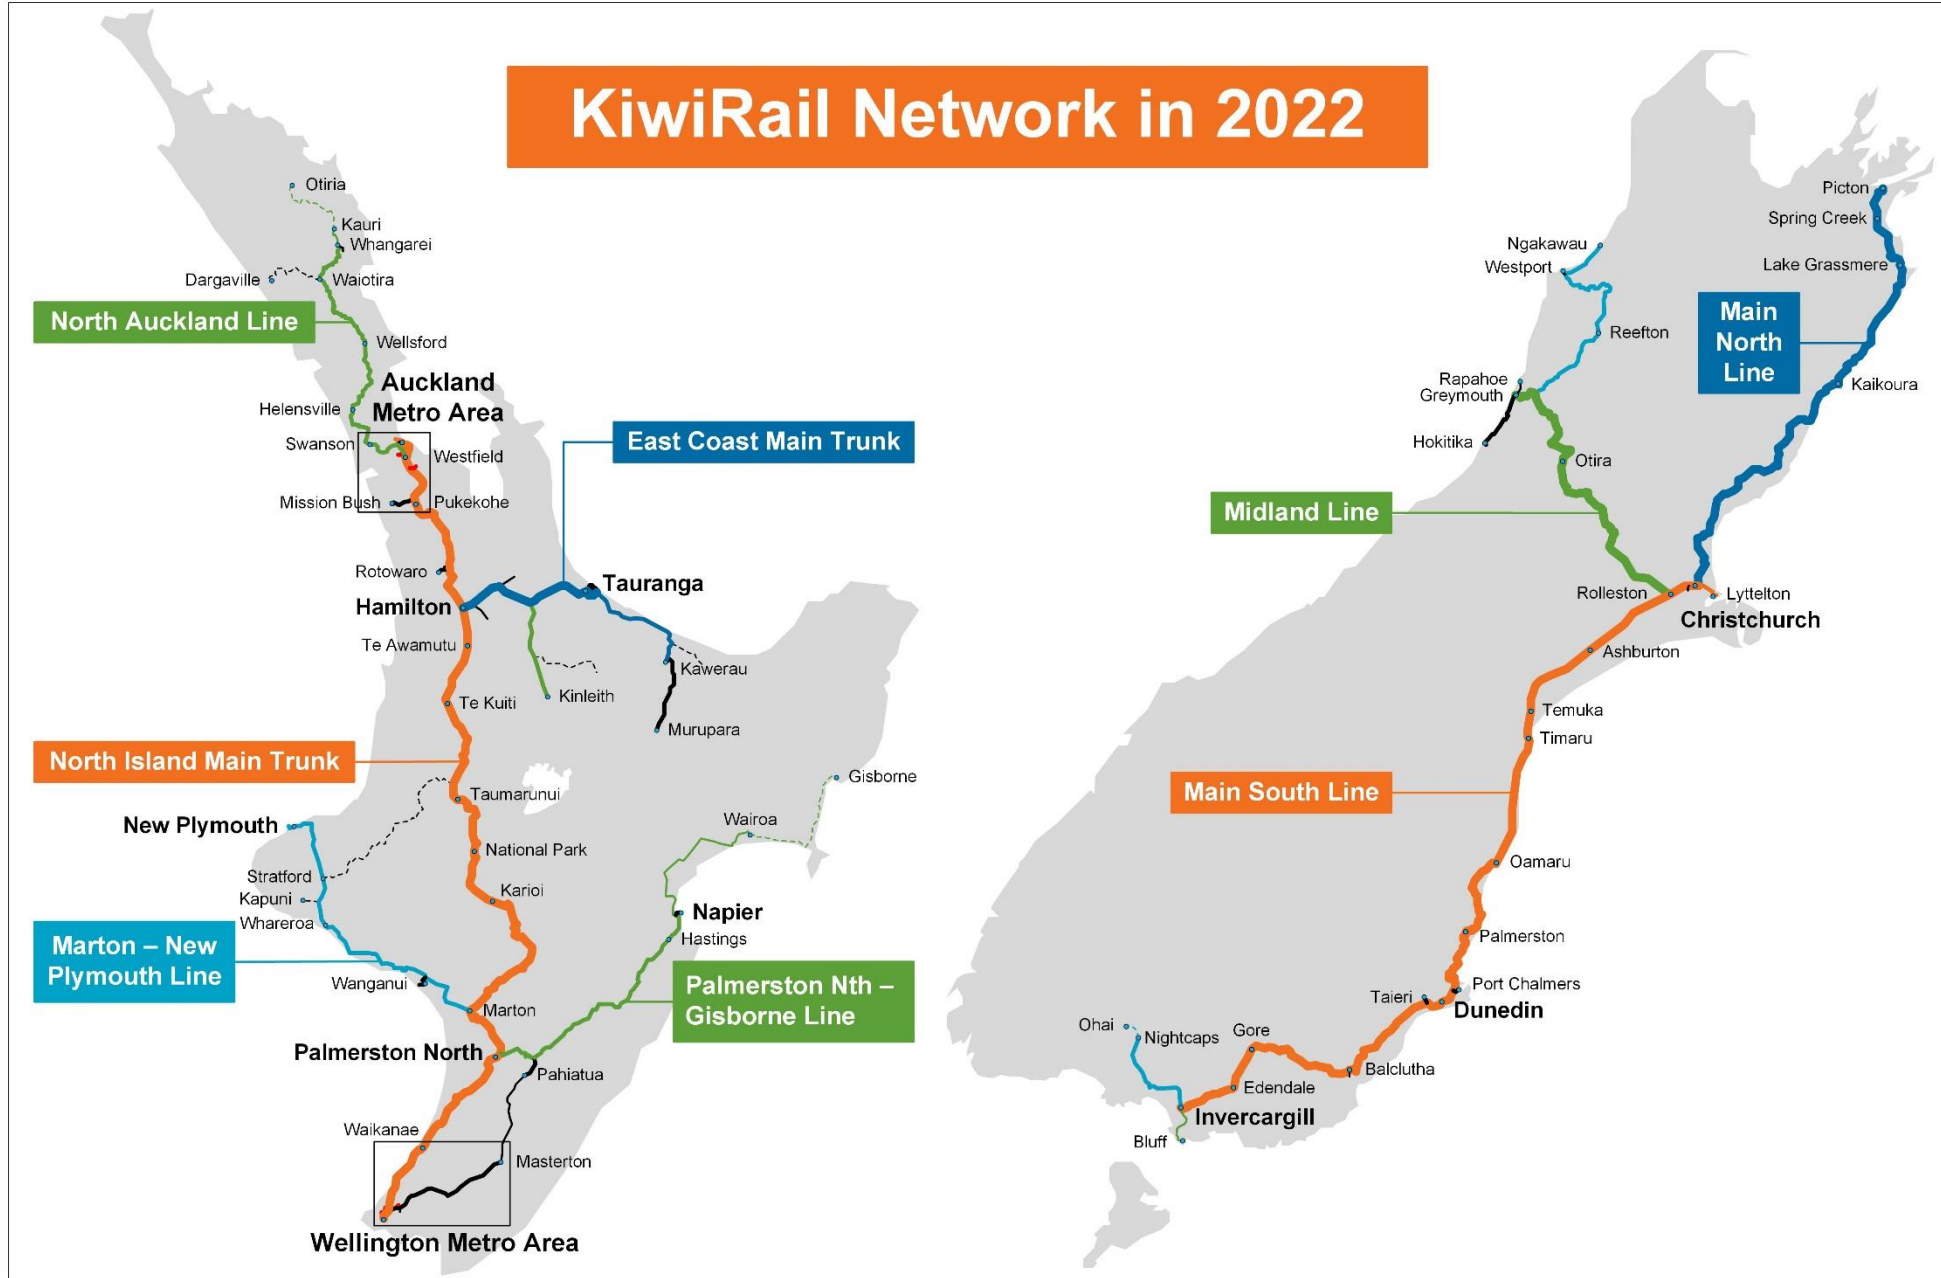 KiwiRail Network in 2022
Otiria
Kauri
Whangarei
Dargaville
Waiotira
North Auckland Line
Wellsford
Auckland
Metro Area
Helensville
Swanson
Westfield
Mission Bush
Pukekohe
East Coast Main Trunk
Rotowaro
Tauranga
Hamilton
Te Awamutu
Kawerau
Kinleith
Te Kuiti
Murupara
North Island Main Trunk
Gisborne
Taumarunui
New Plymouth
Wairoa
National Park
Stratford
Kapuni
Karioi
Whareroa
Napier
Hastings
Marton – New
Plymouth Line
Wanganui
Palmerston Nth –
Gisborne Line
Marton
Palmerston North
Pahiatua
Waikanae
Masterton
Wellington Metro Area
Picton
Spring Creek
Ngakawau
Westport
Lake Grassmere
Main
North
Line
Reefton
Rapahoe
Greymouth
Kaikoura
Hokitika
Otira
Midland Line
Rolleston
Lyttelton
Christchurch
Ashburton
Temuka
Timaru
Main South Line
Oamaru
Palmerston
Port Chalmers
Taieri
Dunedin
Ohai
Nightcaps
Gore
Balclutha
Edendale
Invercargill
Bluff